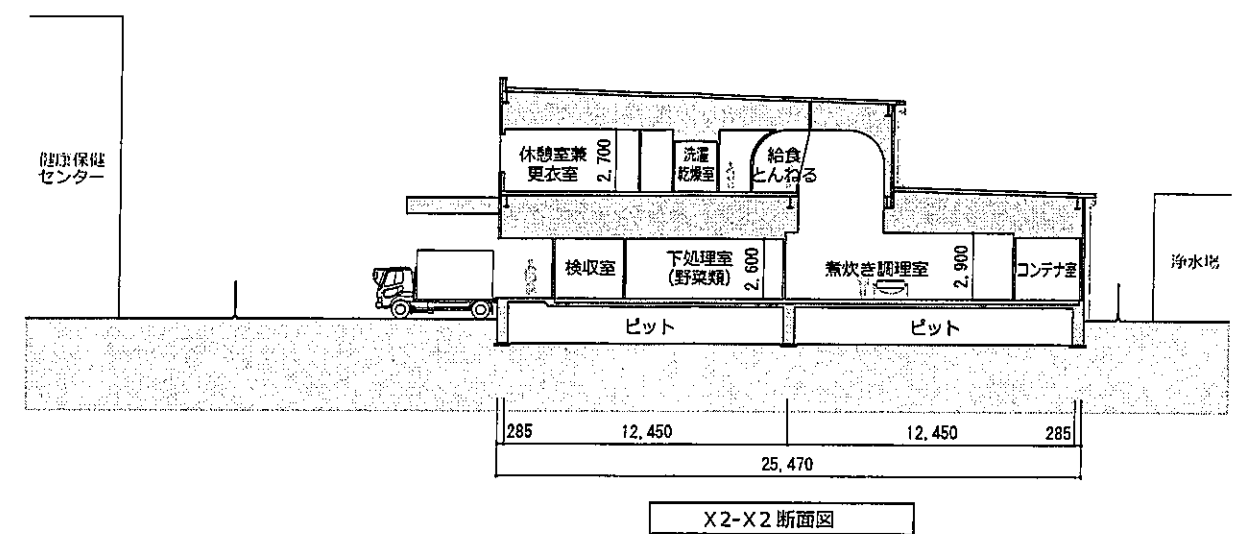 健康保健
センター
休憩室兼
更衣室
2,700
洗濯
乾燥室
給食
とんねる
検収室
下処理室
(野菜類)
2,600
煮炊き調理室
2,900
コンテナ室
浄水場
ピット
ピット
285
12,450
12,450
285
25,470
X2-X2断面図